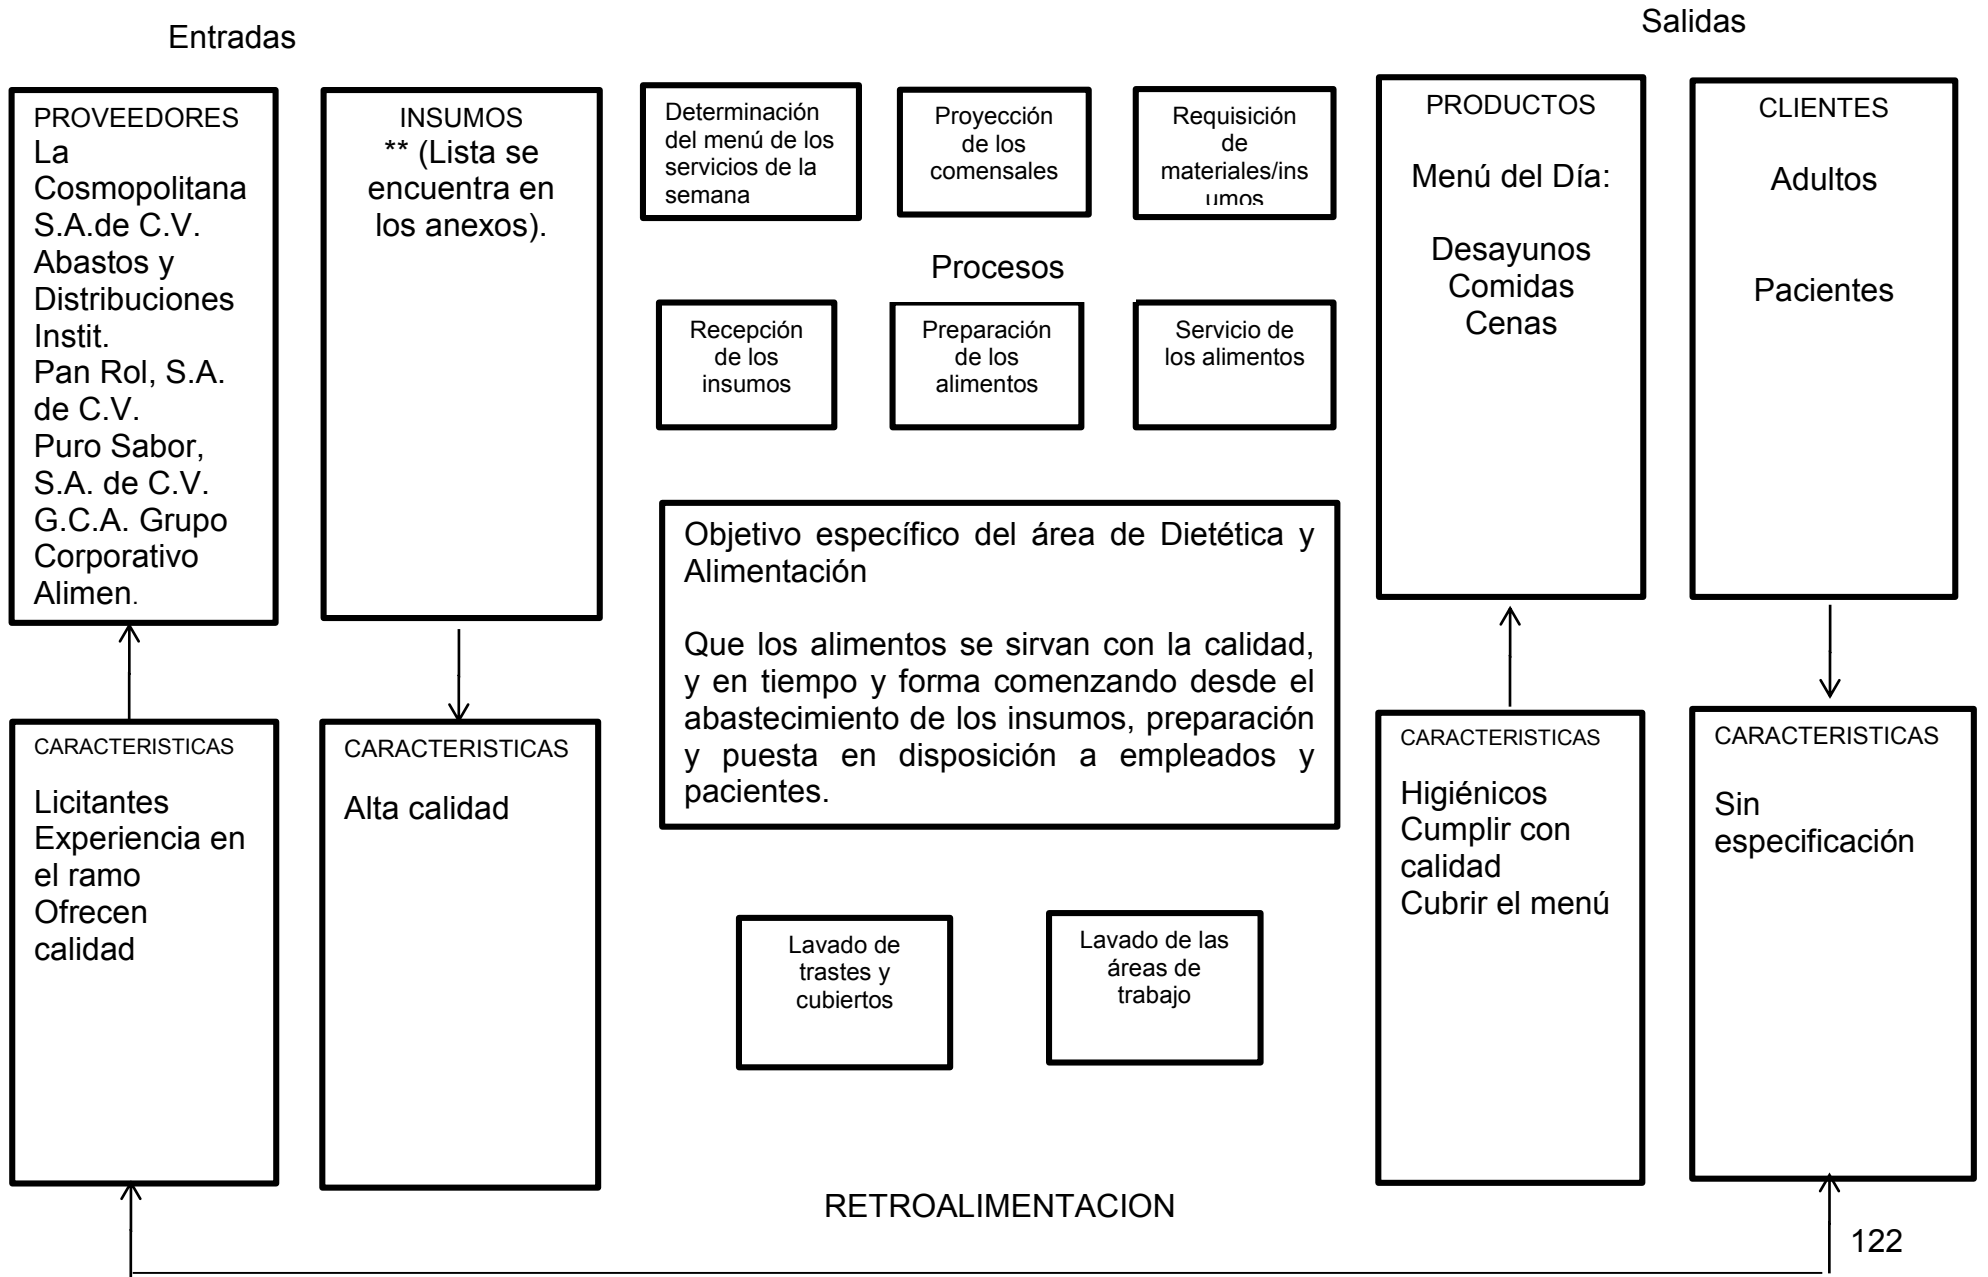 Entradas
Salidas
PROVEEDORES
La
Cosmopolitana
S.A.de C.V.
Abastos y
Distribuciones
Instit.
Pan Rol, S.A.
de C.V.
Puro Sabor,
S.A. de C.V.
G.C.A. Grupo
Corporativo
Alimen.
INSUMOS
** (Lista se
encuentra en
los anexos).
Determinación
del menú de los
servicios de la
semana
Proyección
de los
comensales
Requisición
de
materiales/ins
umos
Procesos
Recepción
de los
insumos
Preparación
de los
alimentos
Servicio de
los alimentos
PRODUCTOS
Menú del Día:
Desayunos
Comidas
Cenas
CLIENTES
Adultos
Pacientes
Objetivo específico del área de Dietética y
Alimentación
Que los alimentos se sirvan con la calidad,
y en tiempo y forma comenzando desde el
abastecimiento de los insumos, preparación
y puesta en disposición a empleados y
pacientes.
CARACTERISTICAS
Licitantes
Experiencia en
el ramo
Ofrecen
calidad
CARACTERISTICAS
Alta calidad
Lavado de
trastes y
cubiertos
Lavado de las
áreas de
trabajo
CARACTERISTICAS
Higiénicos
Cumplir con
calidad
Cubrir el menú
CARACTERISTICAS
Sin
especificación
RETROALIMENTACION
122